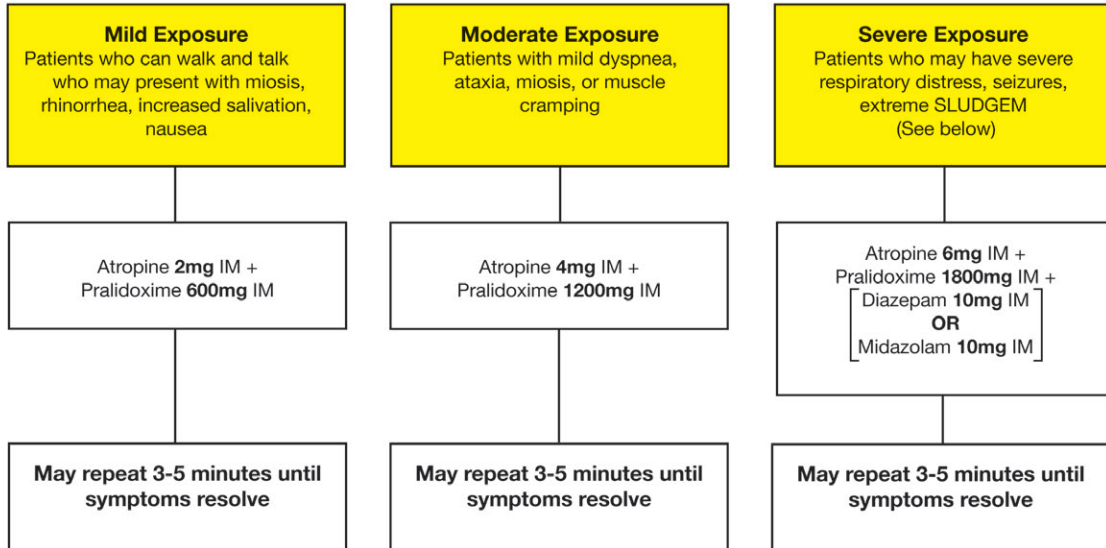 Mild Exposure
Patients who can walk and talk
who may present with miosis,
rhinorrhea, increased salivation,
nausea
Atropine 2mg IM +
Pralidoxime 600mg IM
May repeat 3-5 minutes until
symptoms resolve
Moderate Exposure
Patients with mild dyspnea,
ataxia, miosis, or muscle
cramping
Atropine 4mg IM +
Pralidoxime 1200mg IM
May repeat 3-5 minutes until
symptoms resolve
Severe Exposure
Patients who may have severe
respiratory distress, seizures,
extreme SLUDGEM
(See below)
Atropine 6mg IM +
Pralidoxime 1800mg IM +
Diazepam 10mg IM
OR
Midazolam 10mg IM
May repeat 3-5 minutes until
symptoms resolve